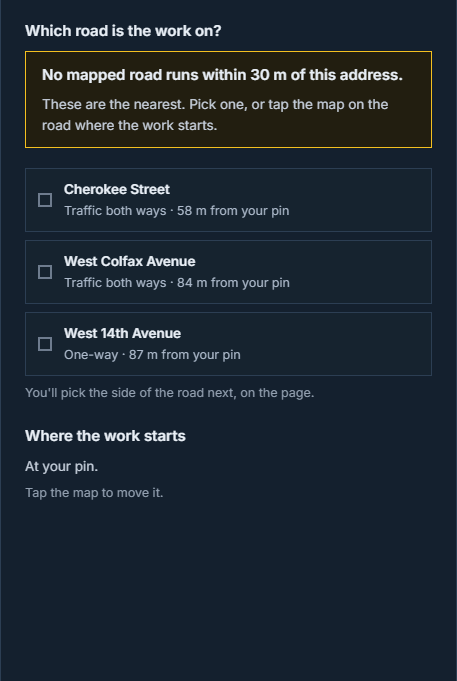 Which road is the work on?
No mapped road runs within 30 m of this address.
These are the nearest. Pick one, or tap the map on the
road where the work starts.
Cherokee Street
Traffic both ways · 58 m from your pin
West Colfax Avenue
Traffic both ways · 84 m from your pin
West 14th Avenue
One-way · 87 m from your pin
You'll pick the side of the road next, on the page.
Where the work starts
At your pin.
Tap the map to move it.